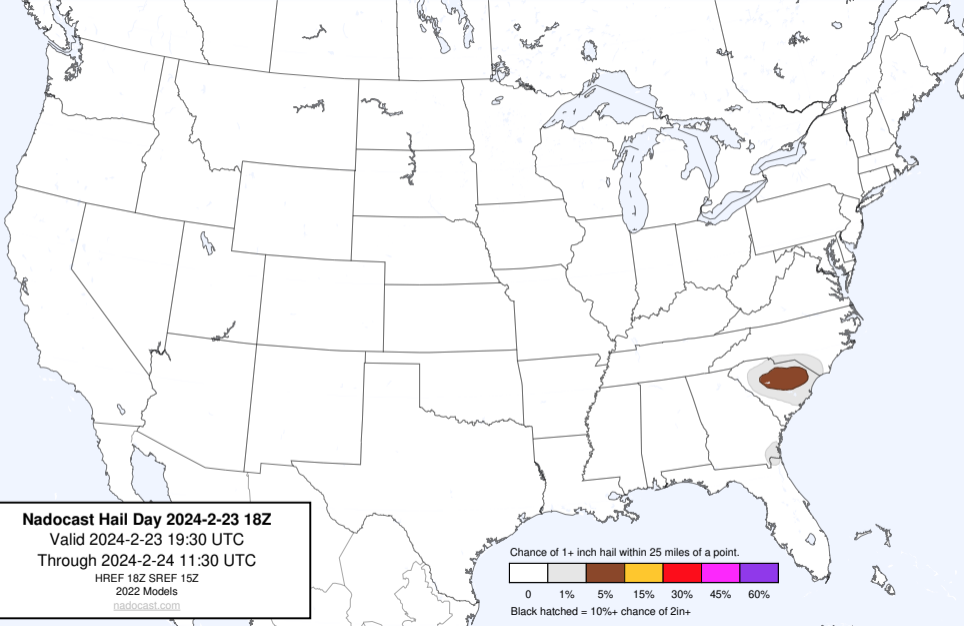 Nadocast Hail Day 2024-2-23 18Z
Valid 2024-2-23 19:30 UTC
Through 2024-2-24 11:30 UTC
HREF 18Z SREF 15Z
2022 Models
nadocast.com
Chance of 1+ inch hail within 25 miles of a point.
0 1% 5% 15% 30% 45% 60%
Black hatched = 10%+ chance of 2in+